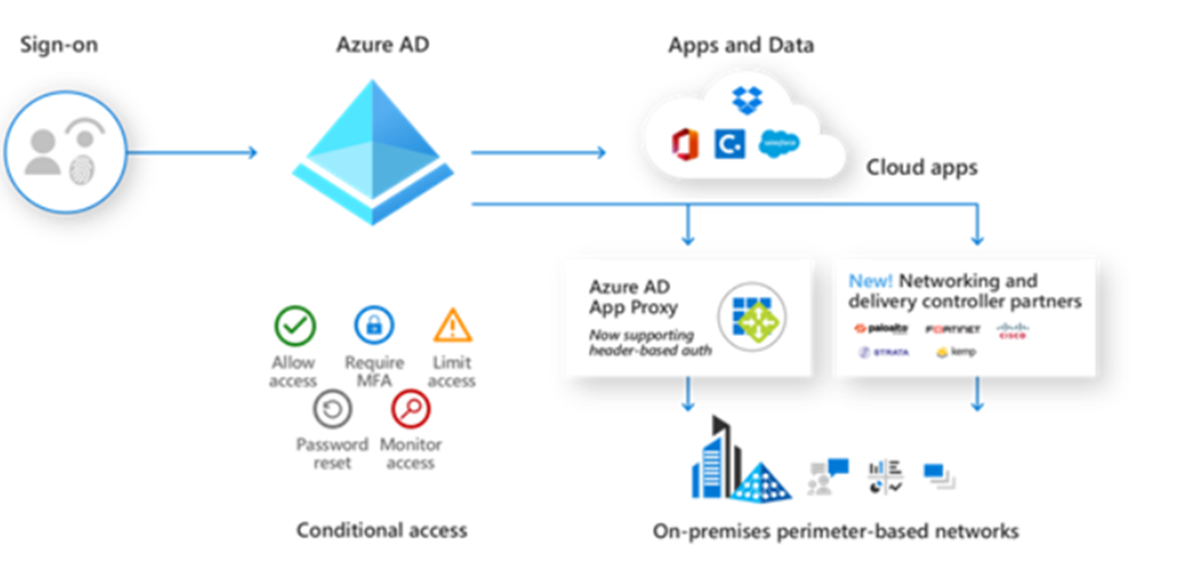 Sign-on
Azure AD
Apps and Data
salesforce
Cloud apps
Azure AD
App Proxy
Now supporting
header-based auth
New! Networking and
delivery controller partners
paloalto
FORTINET
CISCO
STRATA
kemp
Allow
access
Require
MFA
Limit
access
Password
reset
Monitor
access
Conditional access
On-premises perimeter-based networks